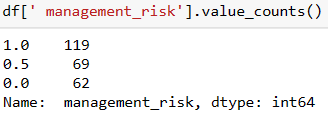 df[' management_risk'].value_counts()
1.0    119
0.5     69
0.0     62
Name:  management_risk, dtype: int64